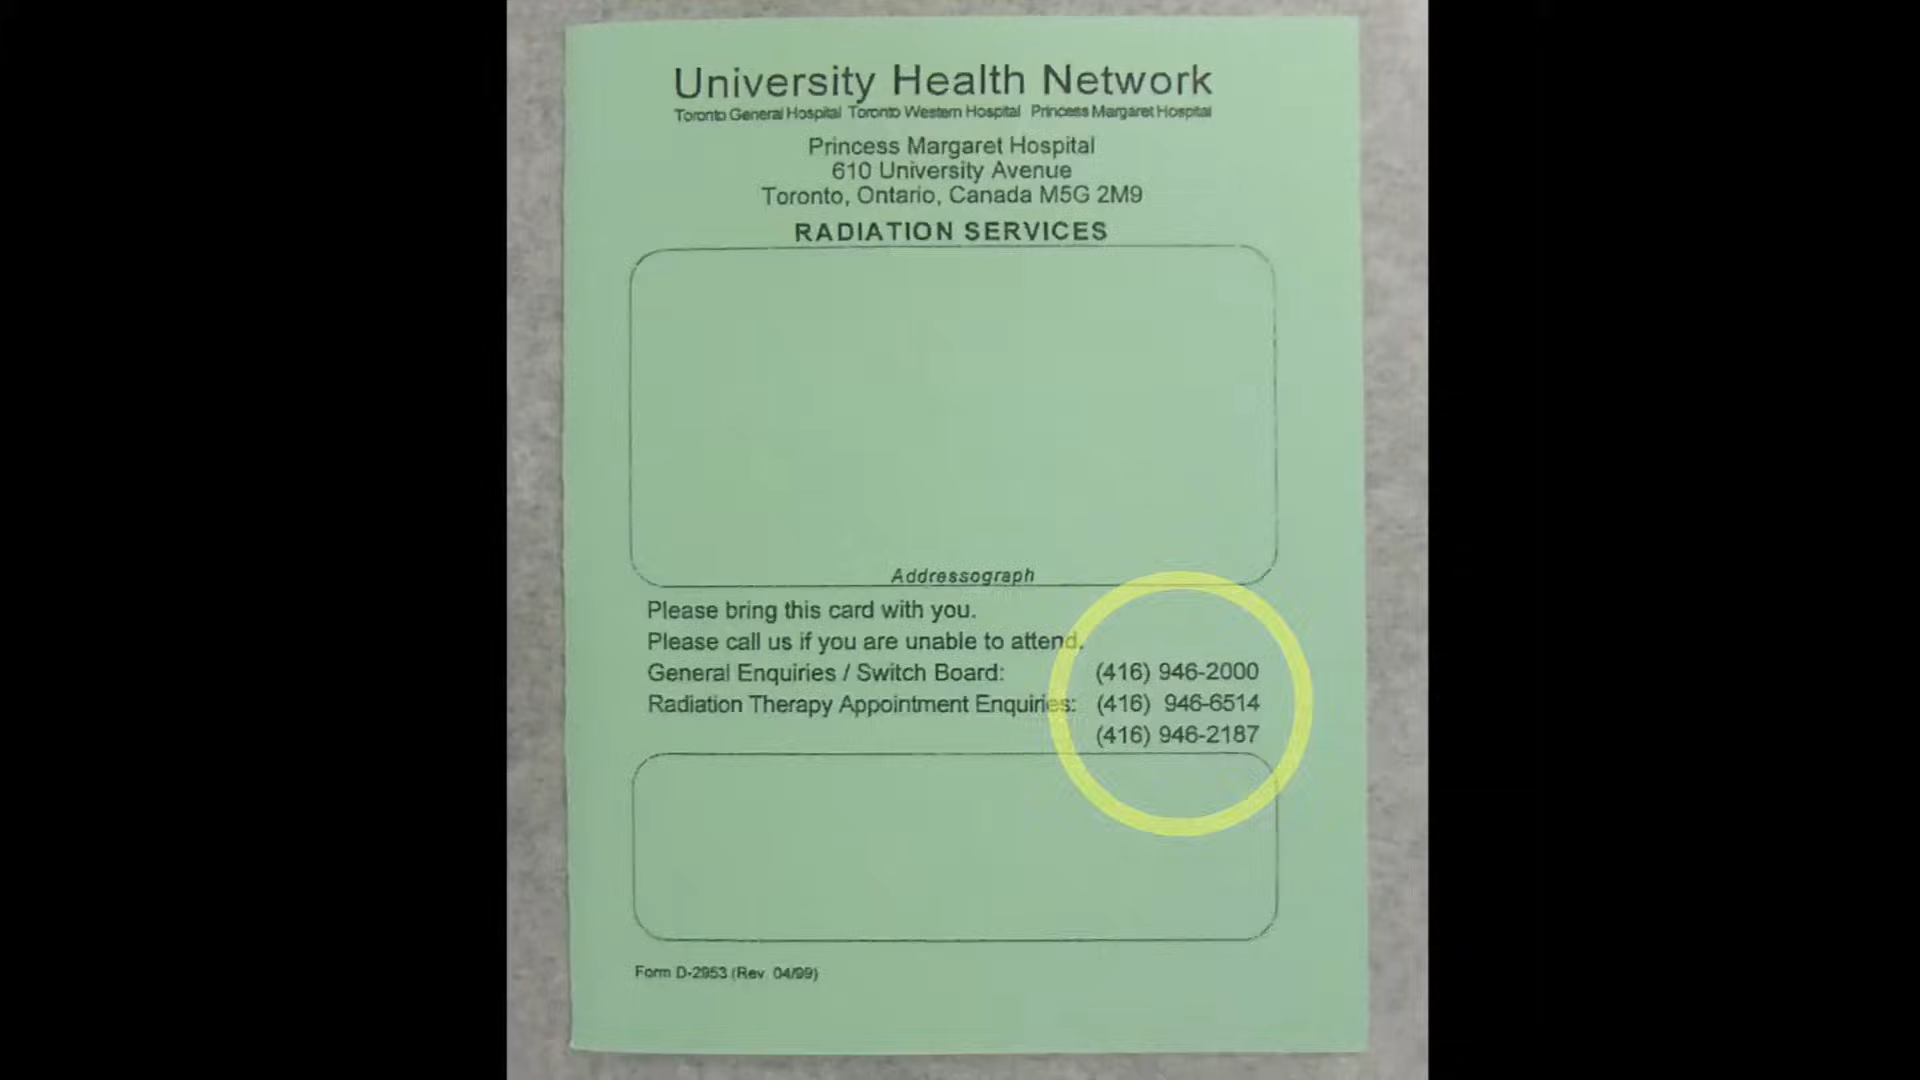 University Health Network
Toronto General Hospital Toronto Western Hospital Princess Margaret Hospital
Princess Margaret Hospital
610 University Avenue
Toronto, Ontario, Canada M5G 2M9
RADIATION SERVICES
Addressograph
Please bring this card with you.
Please call us if you are unable to attend.
General Enquiries / Switch Board: (416) 946-2000
Radiation Therapy Appointment Enquiries: (416) 946-6514
(416) 946-2187
Form D-2953 (Rev. 04/99)